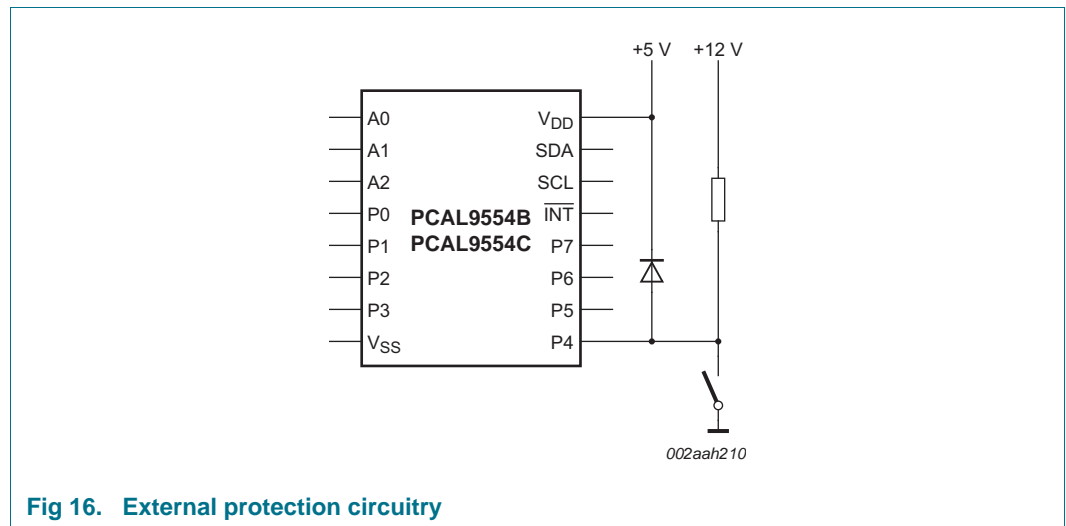 +5 V +12 V
A0 VDD
A1 SDA
A2 SCL
P0 PCAL9554B INT
P1 PCAL9554C P7
P2 P6
P3 P5
VSS P4
002aah210
Fig 16. External protection circuitry